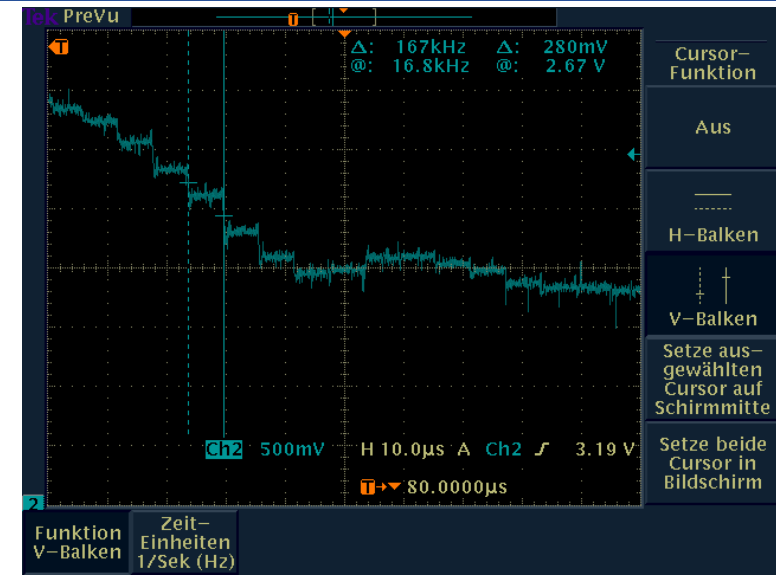 Tek PreVu
T
[ ]
T
Δ: 167kHz Δ: 280mV
@: 16.8kHz @: 2.67 V
Cursor–
Funktion
Aus
H–Balken
V–Balken
Setze aus–
gewählten
Cursor auf
Schirmmitte
Setze beide
Cursor in
Bildschirm
Ch2 500mV H 10.0µs A Ch2 3.19 V
T 80.0000µs
2
Funktion
V–Balken
Zeit–
Einheiten
1/Sek (Hz)